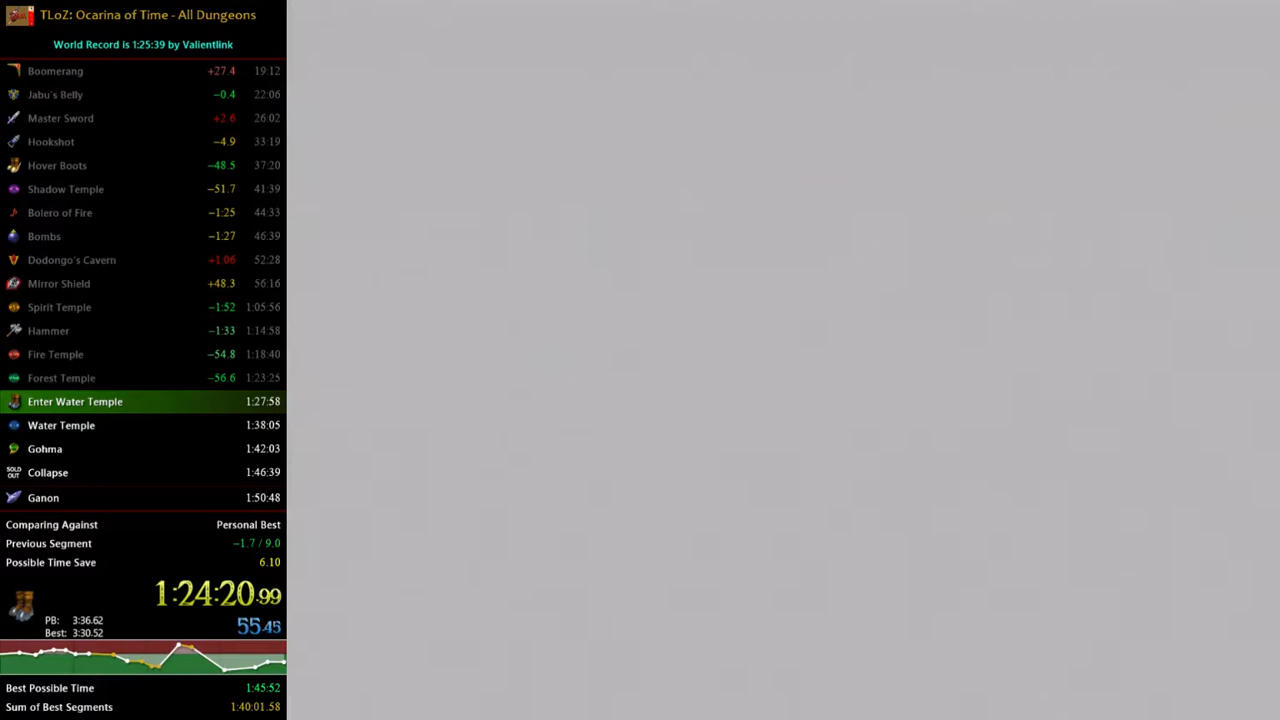 TLoZ: Ocarina of Time - All Dungeons
World Record is 1:25:39 by Valientlink
Boomerang +27.4 19:12
Jabu's Belly −0.4 22:06
Master Sword +2.6 26:02
Hookshot −4.9 33:19
Hover Boots −48.5 37:20
Shadow Temple −51.7 41:39
Bolero of Fire −1:25 44:33
Bombs −1:27 46:39
Dodongo's Cavern +1:06 52:28
Mirror Shield +48.3 56:16
Spirit Temple −1:52 1:05:56
Hammer −1:33 1:14:58
Fire Temple −54.8 1:18:40
Forest Temple −56.6 1:23:25
Enter Water Temple 1:27:58
Water Temple 1:38:05
Gohma 1:42:03
SOLD OUT Collapse 1:46:39
Ganon 1:50:48
Comparing Against Personal Best
Previous Segment −1.7 / 9.0
Possible Time Save 6.10
1:24:20.99
PB: 3:36.62
Best: 3:30.52
55.45
Best Possible Time 1:45:52
Sum of Best Segments 1:40:01.58